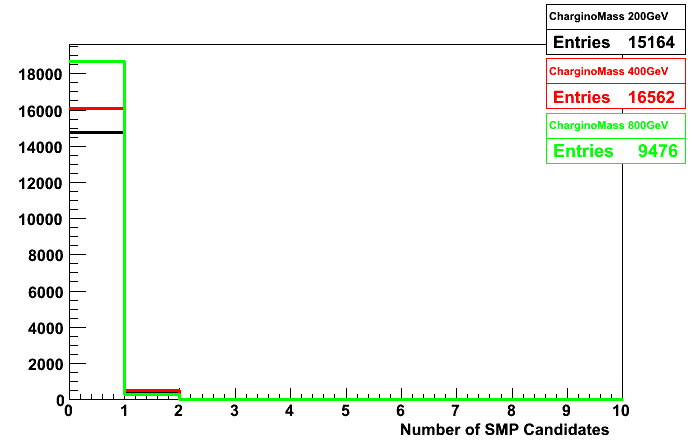 CharginoMass 200GeV
Entries 15164
CharginoMass 400GeV
Entries 16562
CharginoMass 800GeV
Entries 9476
18000
16000
14000
12000
10000
8000
6000
4000
2000
0
0 1 2 3 4 5 6 7 8 9 10
Number of SMP Candidates